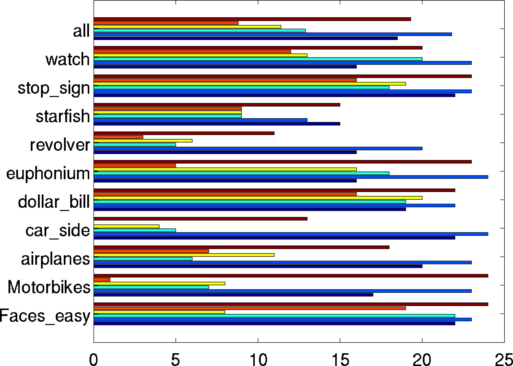 all
watch
stop_sign
starfish
revolver
euphonium
dollar_bill
car_side
airplanes
Motorbikes
Faces_easy
0 5 10 15 20 25